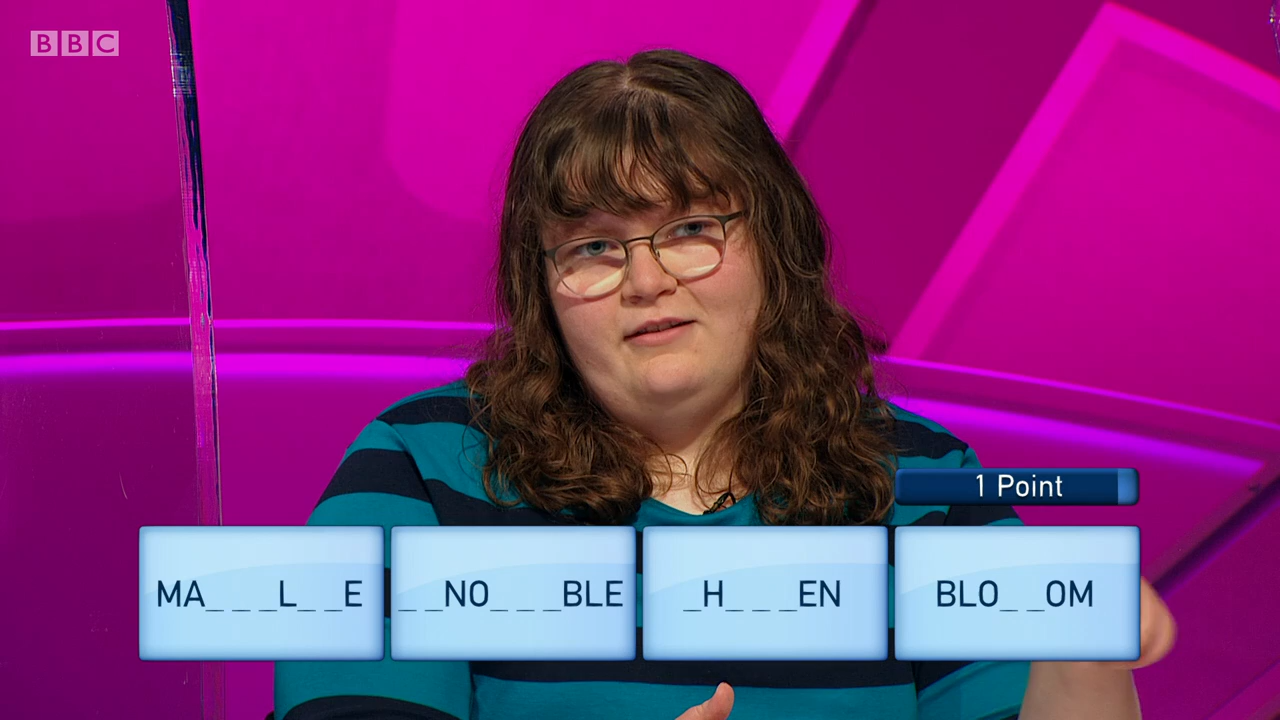 BBC
1 Point
MA_ _ _L_ _E
_ _NO_ _ _BLE
_H_ _ _EN
BLO_ _OM